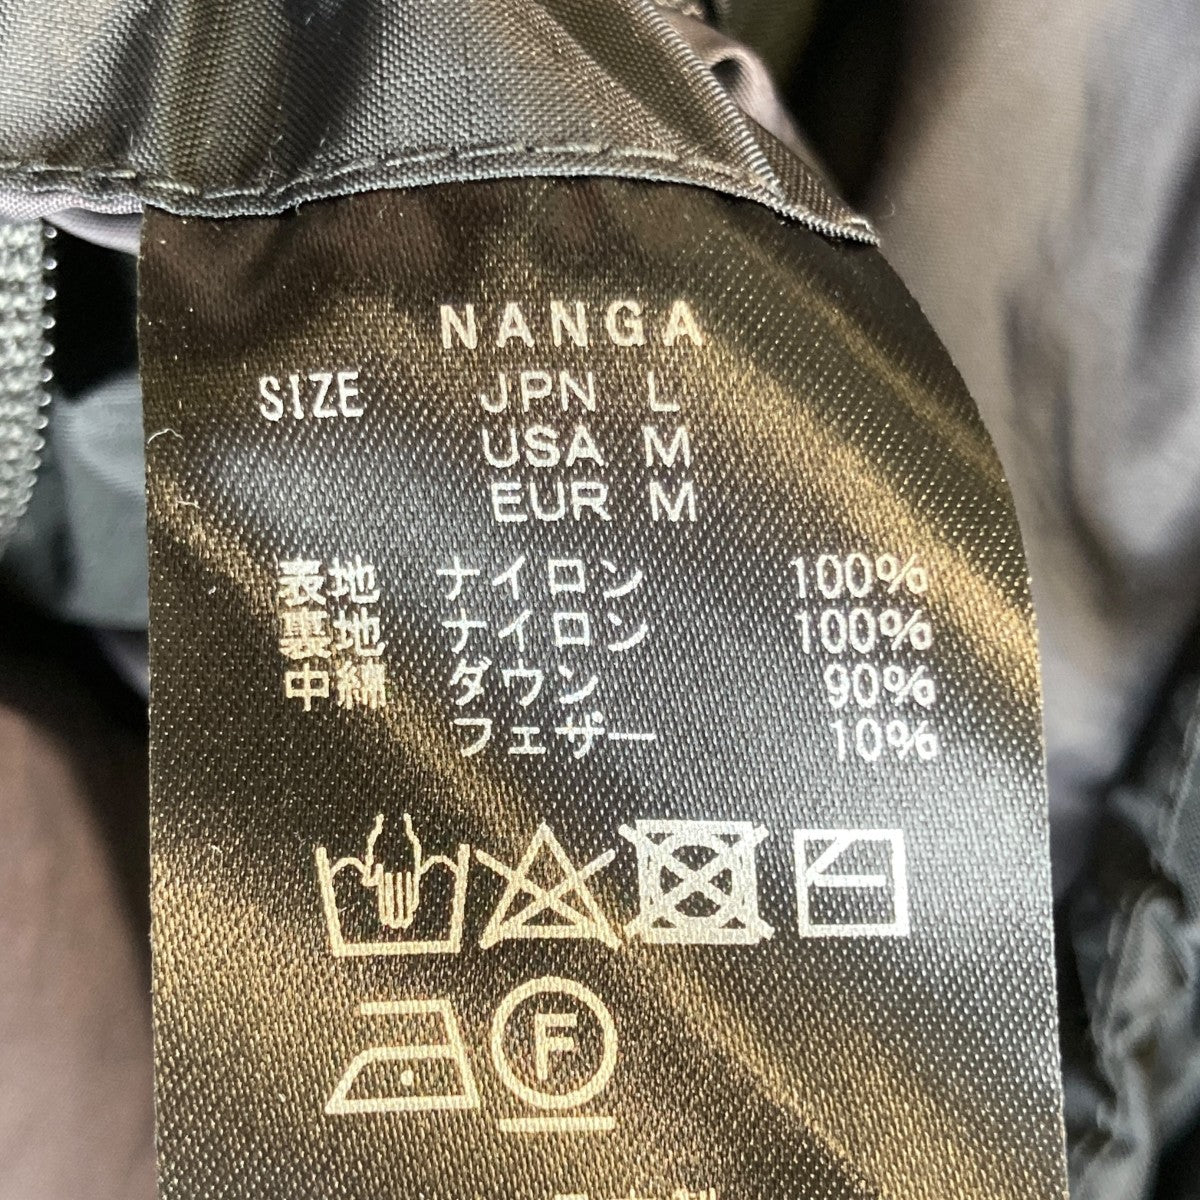 NANGA
SIZE JPN L
USA M
EUR M
表地 ナイロン 100%
裏地 ナイロン 100%
中綿 ダウン 90%
フェザー 10%
F